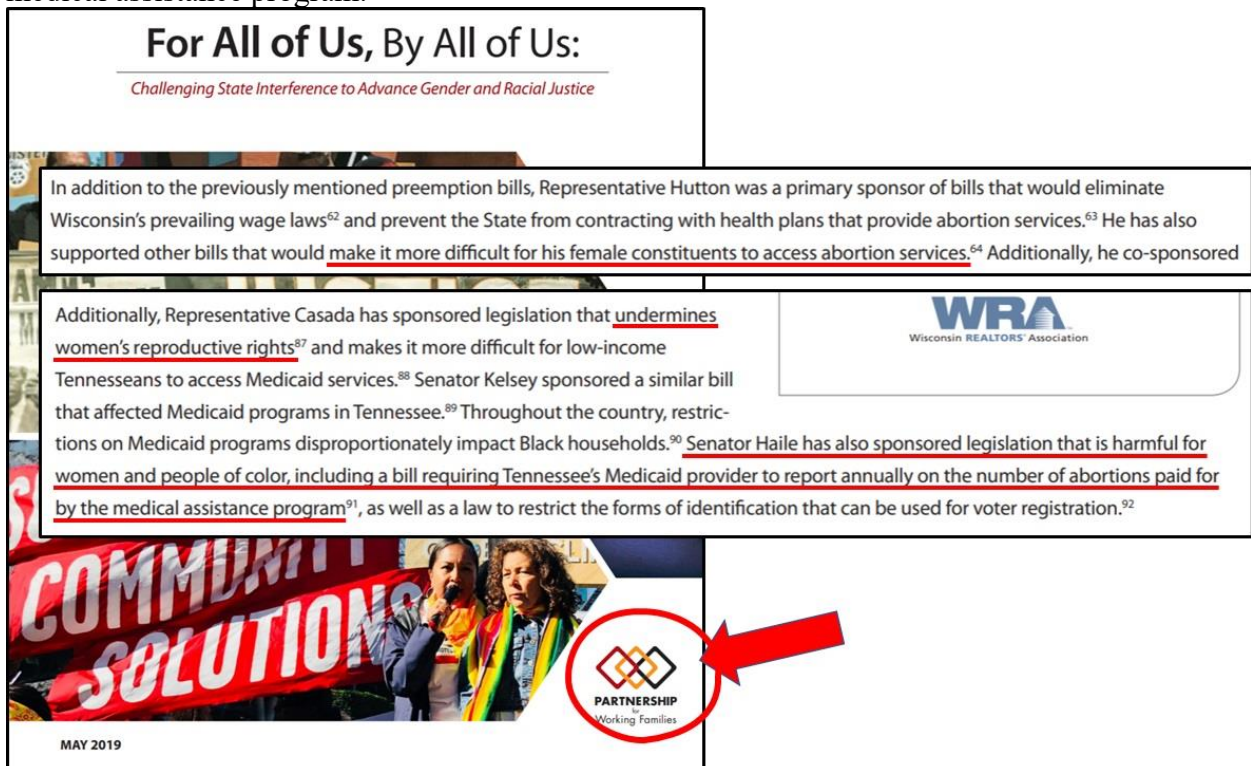 medical assistance program.
For All of Us, By All of Us:
Challenging State Interference to Advance Gender and Racial Justice
In addition to the previously mentioned preemption bills, Representative Hutton was a primary sponsor of bills that would eliminate
Wisconsin’s prevailing wage laws⁶² and prevent the State from contracting with health plans that provide abortion services.⁶³ He has also
supported other bills that would make it more difficult for his female constituents to access abortion services.⁶⁴ Additionally, he co-sponsored
Additionally, Representative Casada has sponsored legislation that undermines
women’s reproductive rights⁸⁷ and makes it more difficult for low-income
Tennesseans to access Medicaid services.⁸⁸ Senator Kelsey sponsored a similar bill
that affected Medicaid programs in Tennessee.⁸⁹ Throughout the country, restric-
tions on Medicaid programs disproportionately impact Black households.⁹⁰ Senator Haile has also sponsored legislation that is harmful for
women and people of color, including a bill requiring Tennessee’s Medicaid provider to report annually on the number of abortions paid for
by the medical assistance program⁹¹, as well as a law to restrict the forms of identification that can be used for voter registration.⁹²
WRA
Wisconsin REALTORS® Association
COMMUNITY
SOLUTIONS
PARTNERSHIP
for
Working Families
MAY 2019